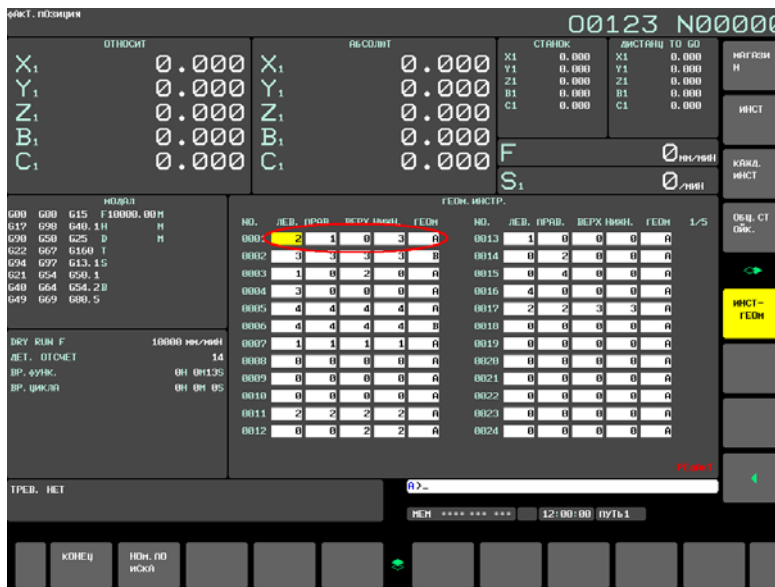 ФАКТ. ПОЗИЦИЯ
O0123 N0000
ОТНОСИТ
X1 0.000
Y1 0.000
Z1 0.000
B1 0.000
C1 0.000
АБСОЛЮТ
X1 0.000
Y1 0.000
Z1 0.000
B1 0.000
C1 0.000
СТАНОК ДИСТАНЦ TO GO
X1 0.000 X1 0.000
Y1 0.000 Y1 0.000
Z1 0.000 Z1 0.000
B1 0.000 B1 0.000
C1 0.000 C1 0.000
F 0 ММ/МИН
S1 0 /МИН
МОДАЛ
G00 G80 G15 F10000.00 M
G17 G98 G40.1 H M
G90 G50 G25 D M
G22 G67 G160 T
G94 G97 G13.1 S
G21 G54 G50.1
G40 G64 G54.2 B
G49 G69 G80.5
DRY RUN F 10000 ММ/МИН
ДЕТ. ОТСЧЕТ 14
ВР. ФУНК. 0H 0M13S
ВР. ЦИКЛА 0H 0M 0S
ГЕОМ. ИНСТР.
NO. ЛЕВ. ПРАВ. ВЕРХ НИЖН. ГЕОМ NO. ЛЕВ. ПРАВ. ВЕРХ НИЖН. ГЕОМ 1/5
0001 2 1 0 3 A 0013 1 0 0 0 A
0002 3 3 3 3 B 0014 0 2 0 0 A
0003 1 0 2 0 A 0015 0 4 0 0 A
0004 3 0 0 0 A 0016 4 0 0 0 A
0005 4 4 4 4 A 0017 2 2 3 3 A
0006 4 4 4 4 B 0018 0 0 0 0 A
0007 1 1 1 1 A 0019 0 0 0 0 A
0008 0 0 0 0 A 0020 0 0 0 0 A
0009 0 0 0 0 A 0021 0 0 0 0 A
0010 0 0 0 0 A 0022 0 0 0 0 A
0011 2 2 2 2 A 0023 0 0 0 0 A
0012 0 0 2 2 A 0024 0 0 0 0 A
ТРЕВ. НЕТ
A>_
MEM **** *** *** 12:00:00 ПУТЬ1
КОНЕЦ
НОМ. ПО
ИСКА
МАГАЗИ
Н
ИНСТ
КАЖД.
ИНСТ
ОБЩ. СТ
ОЙК.
ИНСТ-
ГЕОМ